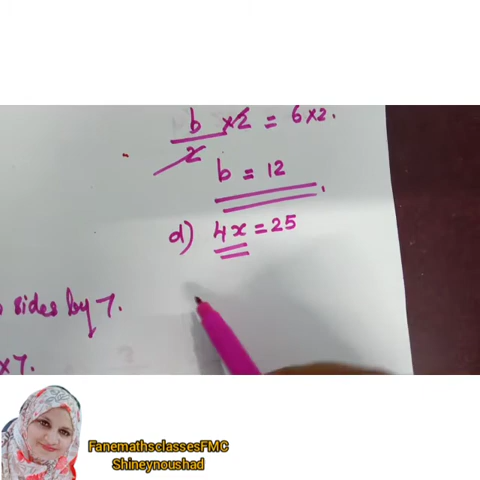 b/2 ×2 = 6×2.
b = 12
d) 4x = 25
sides by 7.
×7.
FanemathsclassesFMC
Shineynoushad